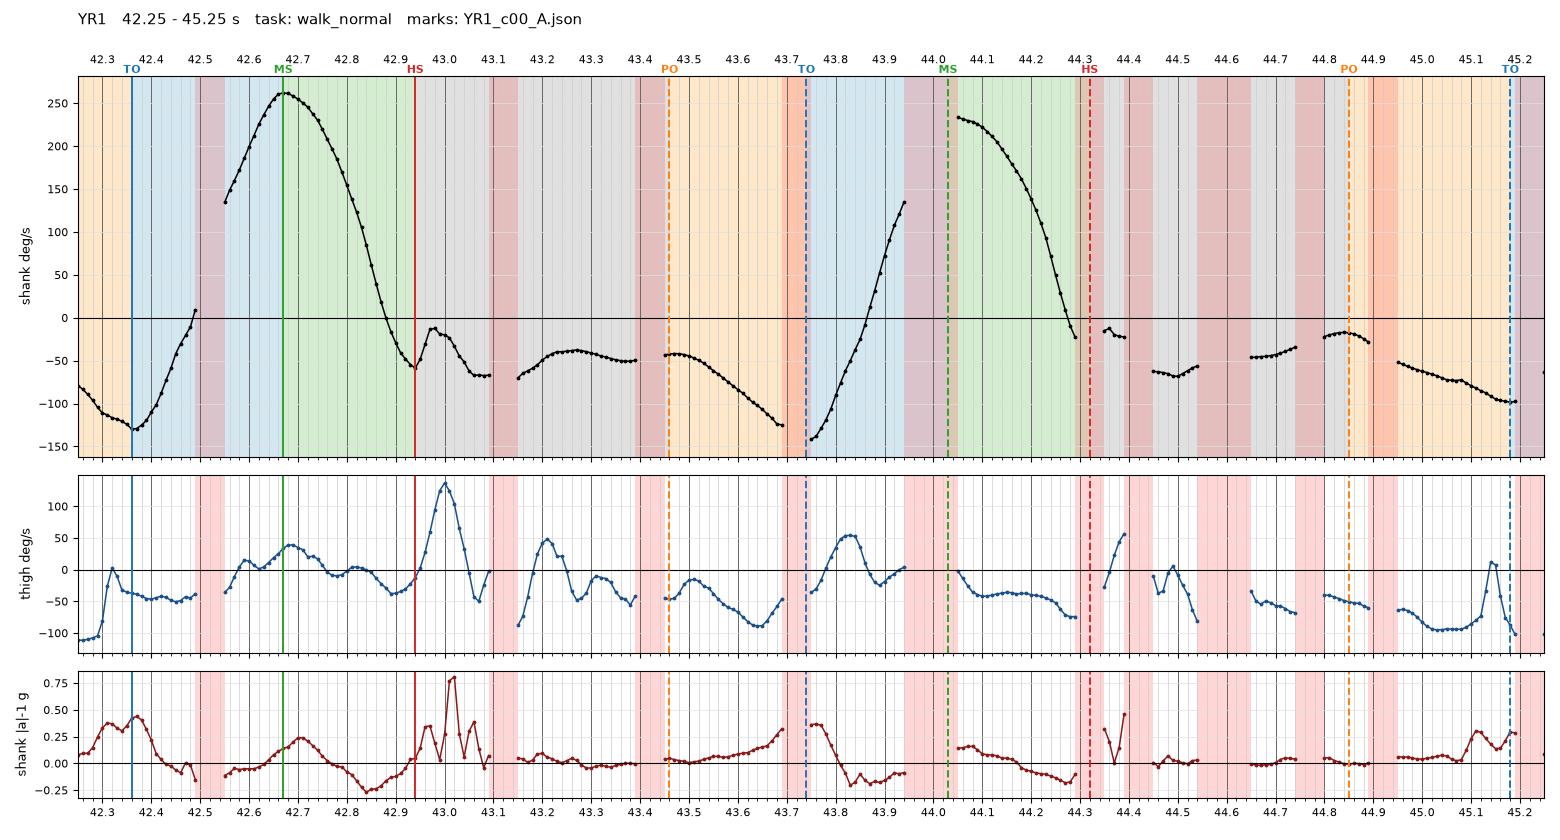 YR1   42.25 - 45.25 s   task: walk_normal   marks: YR1_c00_A.json
42.3 42.4 42.5 42.6 42.7 42.8 42.9 43.0 43.1 43.2 43.3 43.4 43.5 43.6 43.7 43.8 43.9 44.0 44.1 44.2 44.3 44.4 44.5 44.6 44.7 44.8 44.9 45.0 45.1 45.2
TO MS HS PO TO MS HS PO TO
250
200
150
100
50
0
−50
−100
−150
shank deg/s
100
50
0
−50
−100
thigh deg/s
0.75
0.50
0.25
0.00
−0.25
shank |a|-1 g
42.3 42.4 42.5 42.6 42.7 42.8 42.9 43.0 43.1 43.2 43.3 43.4 43.5 43.6 43.7 43.8 43.9 44.0 44.1 44.2 44.3 44.4 44.5 44.6 44.7 44.8 44.9 45.0 45.1 45.2